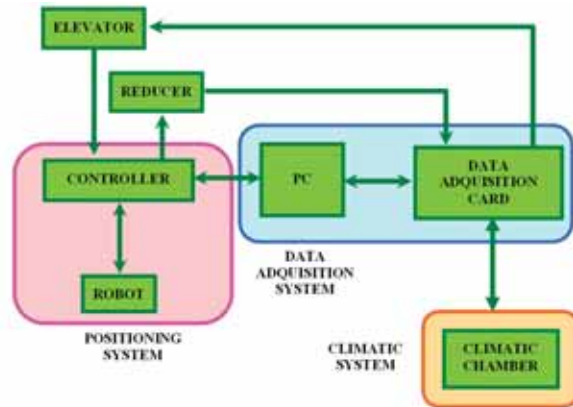 ELEVATOR
REDUCER
CONTROLLER
PC
DATA
ADQUISITION
CARD
ROBOT
DATA
ADQUISITION
SYSTEM
POSITIONING
SYSTEM
CLIMATIC
SYSTEM
CLIMATIC
CHAMBER